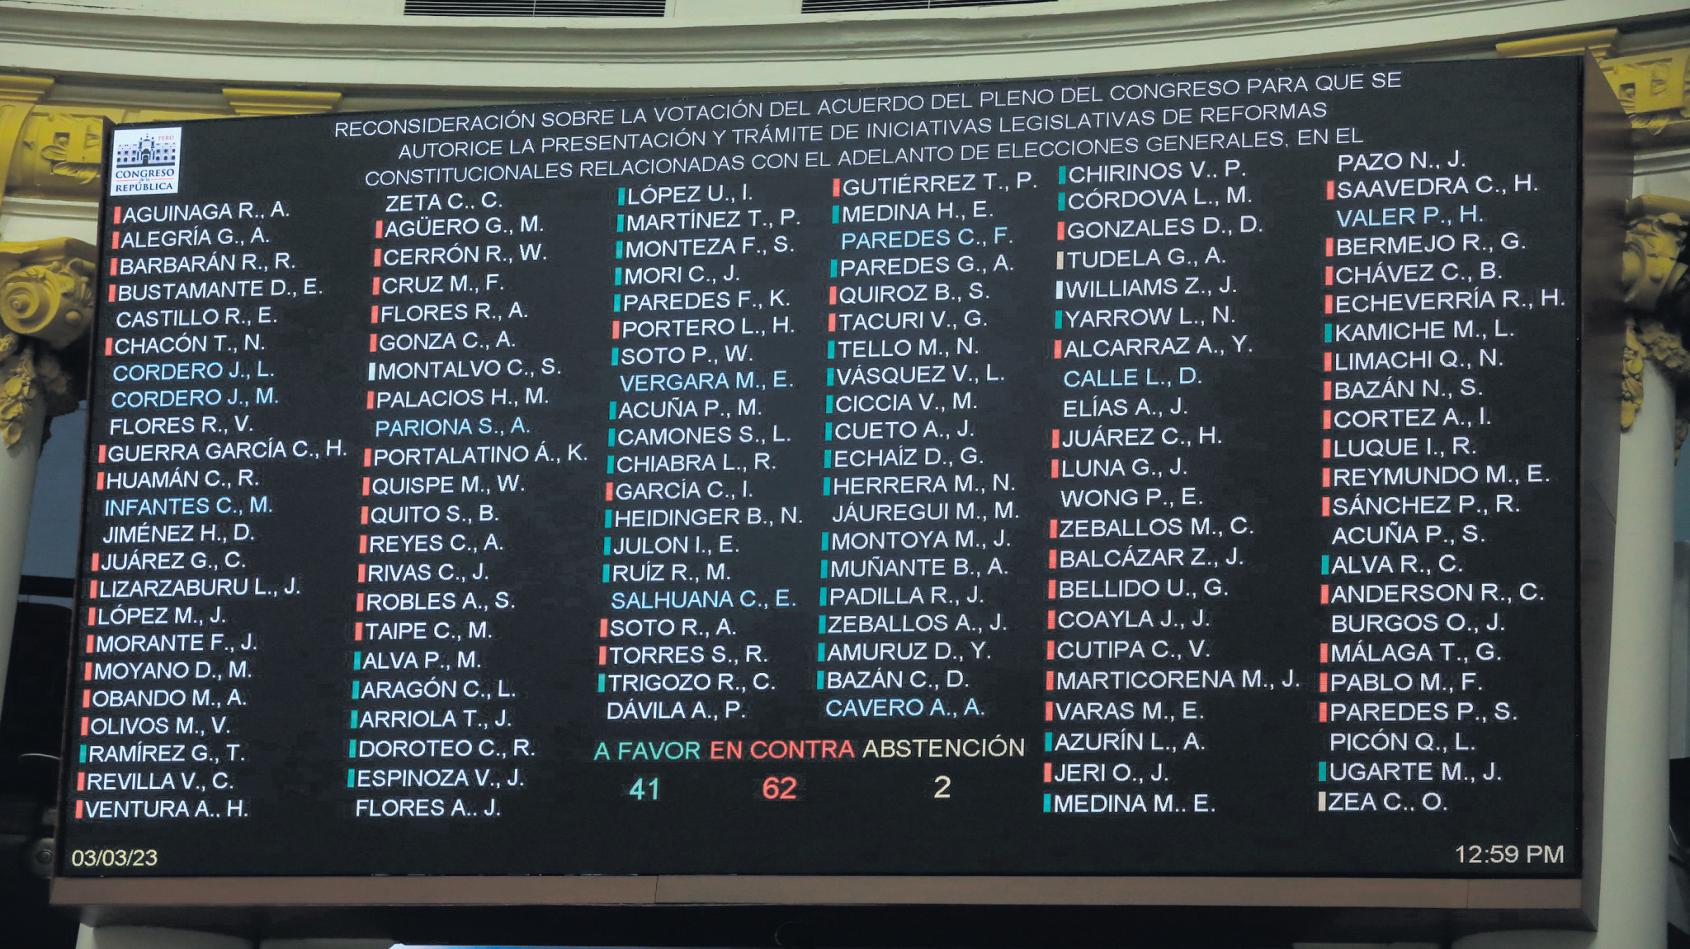 RECONSIDERACIÓN SOBRE LA VOTACIÓN DEL ACUERDO DEL PLENO DEL CONGRESO PARA QUE SE
AUTORICE LA PRESENTACIÓN Y TRÁMITE DE INICIATIVAS LEGISLATIVAS DE REFORMAS
CONSTITUCIONALES RELACIONADAS CON EL ADELANTO DE ELECCIONES GENERALES, EN EL
PERÚ
CONGRESO
de la
REPÚBLICA
AGUINAGA R., A.
ALEGRÍA G., A.
BARBARÁN R., R.
BUSTAMANTE D., E.
CASTILLO R., E.
CHACÓN T., N.
CORDERO J., L.
CORDERO J., M.
FLORES R., V.
GUERRA GARCÍA C., H.
HUAMÁN C., R.
INFANTES C., M.
JIMÉNEZ H., D.
JUÁREZ G., C.
LIZARZABURU L., J.
LÓPEZ M., J.
MORANTE F., J.
MOYANO D., M.
OBANDO M., A.
OLIVOS M., V.
RAMÍREZ G., T.
REVILLA V., C.
VENTURA A., H.
ZETA C., C.
AGÜERO G., M.
CERRÓN R., W.
CRUZ M., F.
FLORES R., A.
GONZA C., A.
MONTALVO C., S.
PALACIOS H., M.
PARIONA S., A.
PORTALATINO Á., K.
QUISPE M., W.
QUITO S., B.
REYES C., A.
RIVAS C., J.
ROBLES A., S.
TAIPE C., M.
ALVA P., M.
ARAGÓN C., L.
ARRIOLA T., J.
DOROTEO C., R.
ESPINOZA V., J.
FLORES A., J.
LÓPEZ U., I.
MARTÍNEZ T., P.
MONTEZA F., S.
MORI C., J.
PAREDES F., K.
PORTERO L., H.
SOTO P., W.
VERGARA M., E.
ACUÑA P., M.
CAMONES S., L.
CHIABRA L., R.
GARCÍA C., I.
HEIDINGER B., N.
JULON I., E.
RUÍZ R., M.
SALHUANA C., E.
SOTO R., A.
TORRES S., R.
TRIGOZO R., C.
DÁVILA A., P.
GUTIÉRREZ T., P.
MEDINA H., E.
PAREDES C., F.
PAREDES G., A.
QUIROZ B., S.
TACURI V., G.
TELLO M., N.
VÁSQUEZ V., L.
CICCIA V., M.
CUETO A., J.
ECHAÍZ D., G.
HERRERA M., N.
JÁUREGUI M., M.
MONTOYA M., J.
MUÑANTE B., A.
PADILLA R., J.
ZEBALLOS A., J.
AMURUZ D., Y.
BAZÁN C., D.
CAVERO A., A.
CHIRINOS V., P.
CÓRDOVA L., M.
GONZALES D., D.
TUDELA G., A.
WILLIAMS Z., J.
YARROW L., N.
ALCARRAZ A., Y.
CALLE L., D.
ELÍAS A., J.
JUÁREZ C., H.
LUNA G., J.
WONG P., E.
ZEBALLOS M., C.
BALCÁZAR Z., J.
BELLIDO U., G.
COAYLA J., J.
CUTIPA C., V.
MARTICORENA M., J.
VARAS M., E.
AZURÍN L., A.
JERI O., J.
MEDINA M., E.
PAZO N., J.
SAAVEDRA C., H.
VALER P., H.
BERMEJO R., G.
CHÁVEZ C., B.
ECHEVERRÍA R., H.
KAMICHE M., L.
LIMACHI Q., N.
BAZÁN N., S.
CORTEZ A., I.
LUQUE I., R.
REYMUNDO M., E.
SÁNCHEZ P., R.
ACUÑA P., S.
ALVA R., C.
ANDERSON R., C.
BURGOS O., J.
MÁLAGA T., G.
PABLO M., F.
PAREDES P., S.
PICÓN Q., L.
UGARTE M., J.
ZEA C., O.
A FAVOR EN CONTRA ABSTENCIÓN
41 62 2
03/03/23
12:59 PM